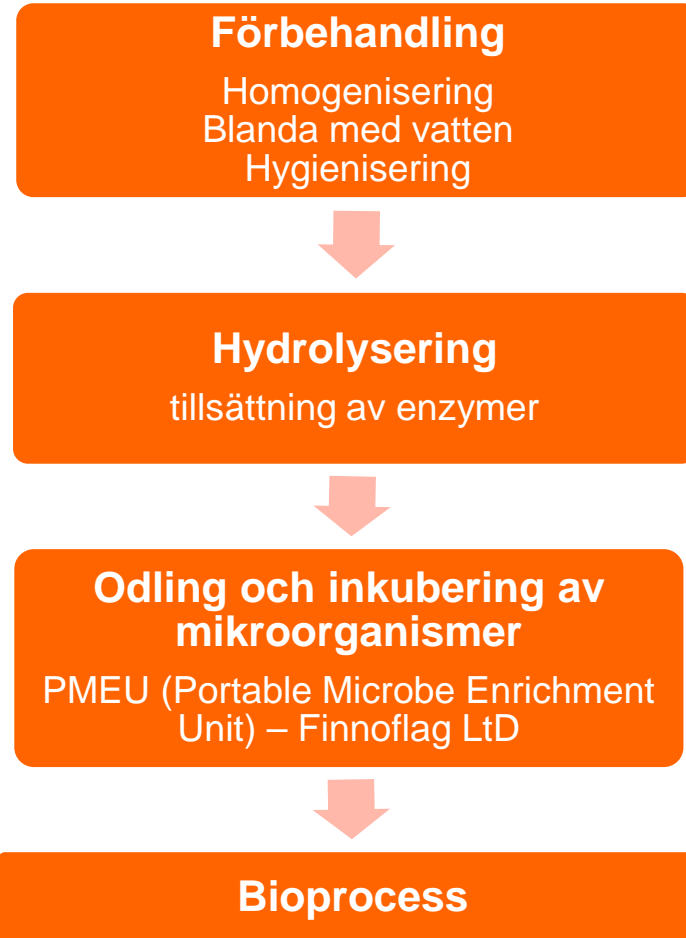 Förbehandling
Homogenisering
Blanda med vatten
Hygienisering
Hydrolysering
tillsättning av enzymer
Odling och inkubering av
mikroorganismer
PMEU (Portable Microbe Enrichment
Unit) – Finnoflag LtD
Bioprocess